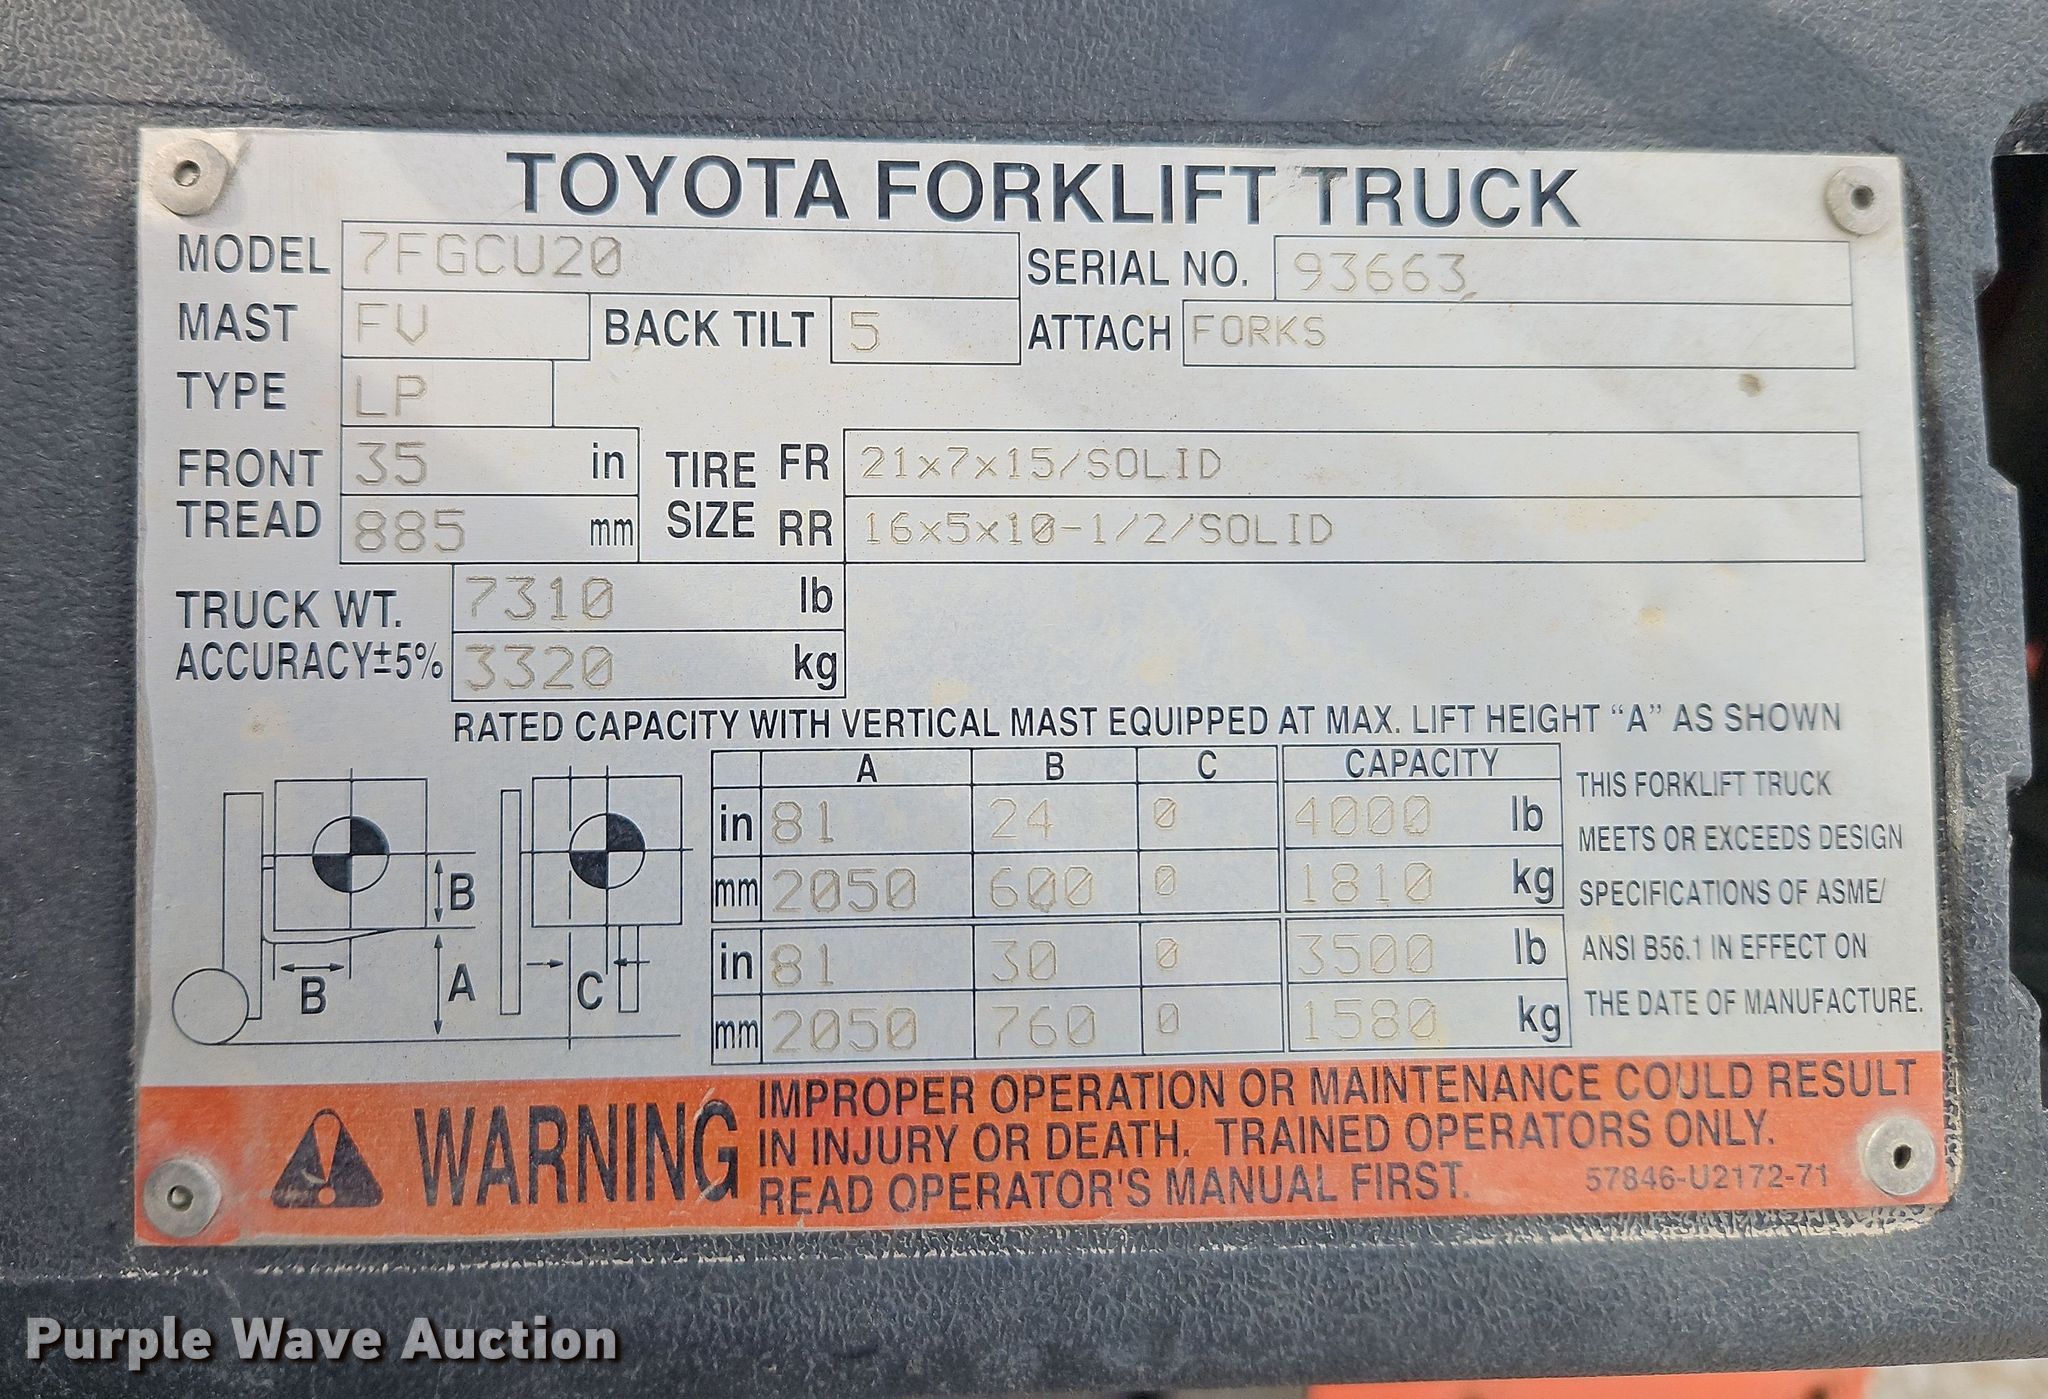 TOYOTA FORKLIFT TRUCK
MODEL 7FGCU20 SERIAL NO. 93663
MAST FV BACK TILT 5 ATTACH FORKS
TYPE LP
FRONT TREAD 35 in TIRE SIZE FR 21x7x15/SOLID
885 mm RR 16x5x10-1/2/SOLID
TRUCK WT. 7310 lb
ACCURACY±5% 3320 kg
RATED CAPACITY WITH VERTICAL MAST EQUIPPED AT MAX. LIFT HEIGHT “A” AS SHOWN
A B C CAPACITY
in 81 24 0 4000 lb
mm 2050 600 0 1810 kg
in 81 30 0 3500 lb
mm 2050 760 0 1580 kg
B
B A C
THIS FORKLIFT TRUCK
MEETS OR EXCEEDS DESIGN
SPECIFICATIONS OF ASME/
ANSI B56.1 IN EFFECT ON
THE DATE OF MANUFACTURE.
WARNING
IMPROPER OPERATION OR MAINTENANCE COULD RESULT
IN INJURY OR DEATH. TRAINED OPERATORS ONLY.
READ OPERATOR'S MANUAL FIRST. 57846-U2172-71
Purple Wave Auction